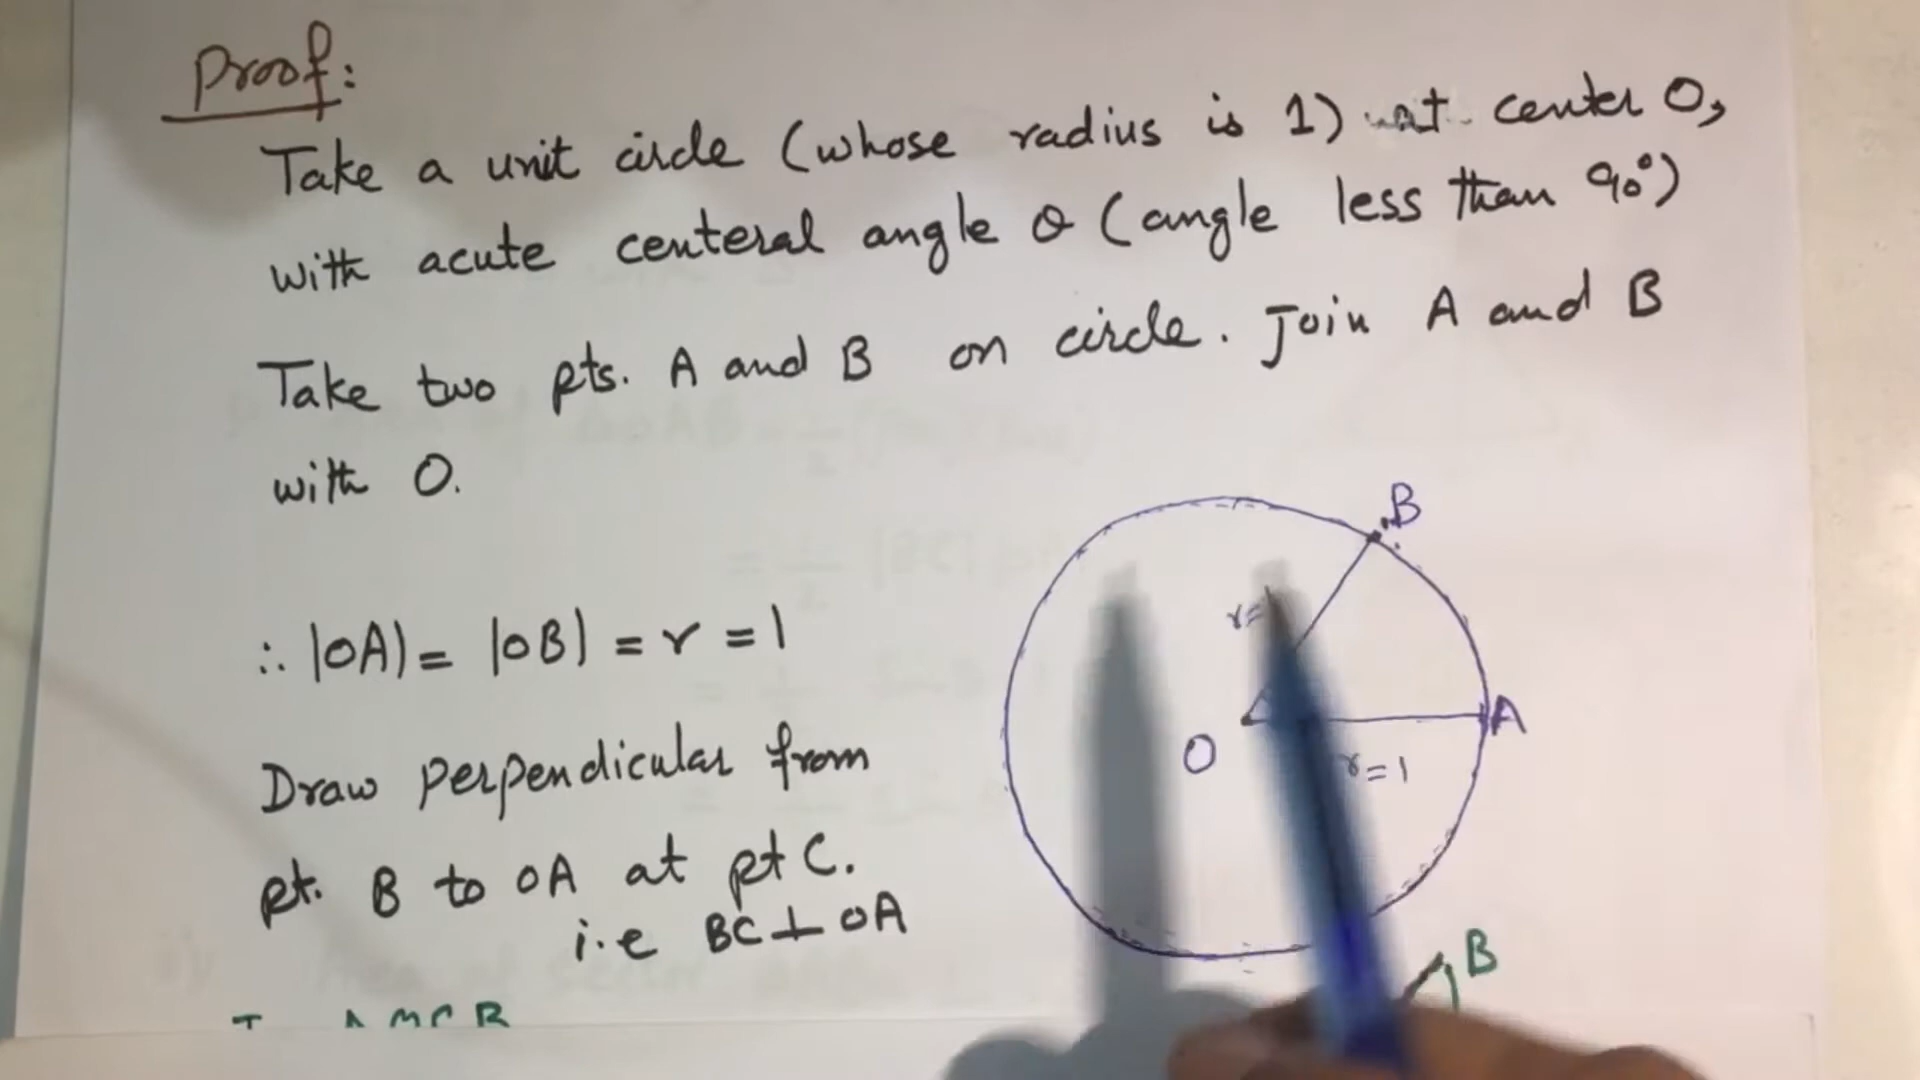 Proof:
Take a unit circle (whose radius is 1) at center O,
with acute centeral angle θ (angle less than 90°)
Take two pts. A and B on circle. Join A and B
with O.
B
∴ |OA| = |OB| = r = 1
r=
A
O
r=1
Draw perpendicular from
pt. B to OA at pt C.
i.e BC⊥OA
B